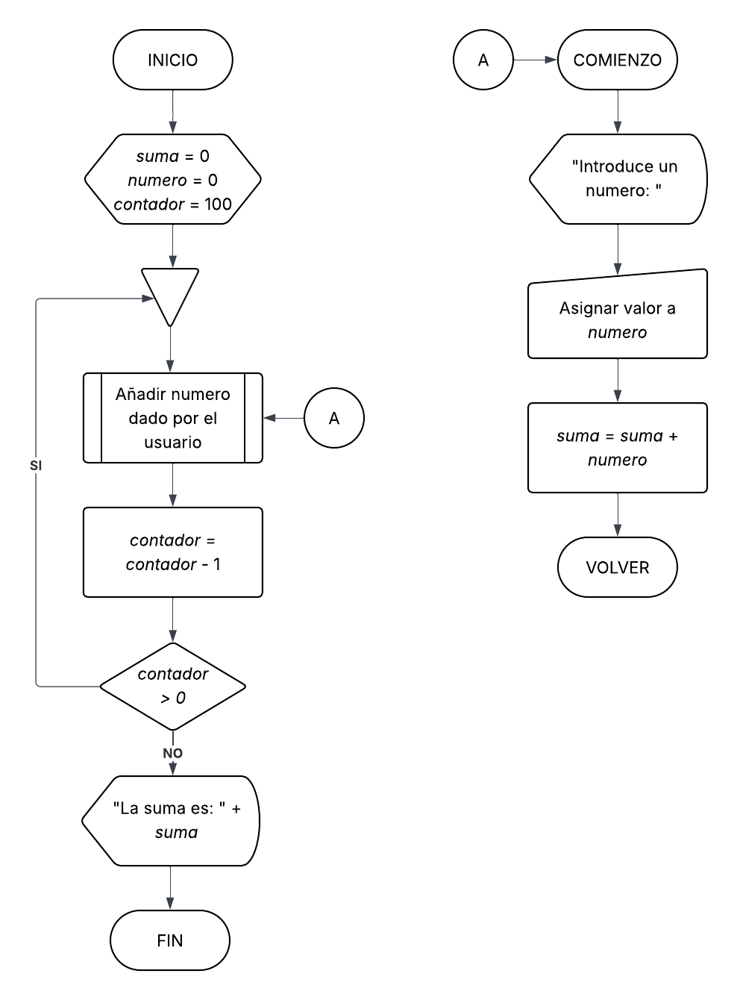 INICIO
suma = 0
numero = 0
contador = 100
Añadir numero
dado por el
usuario
A
SI
contador =
contador - 1
contador
> 0
NO
"La suma es: " +
suma
FIN
A
COMIENZO
"Introduce un
numero: "
Asignar valor a
numero
suma = suma +
numero
VOLVER